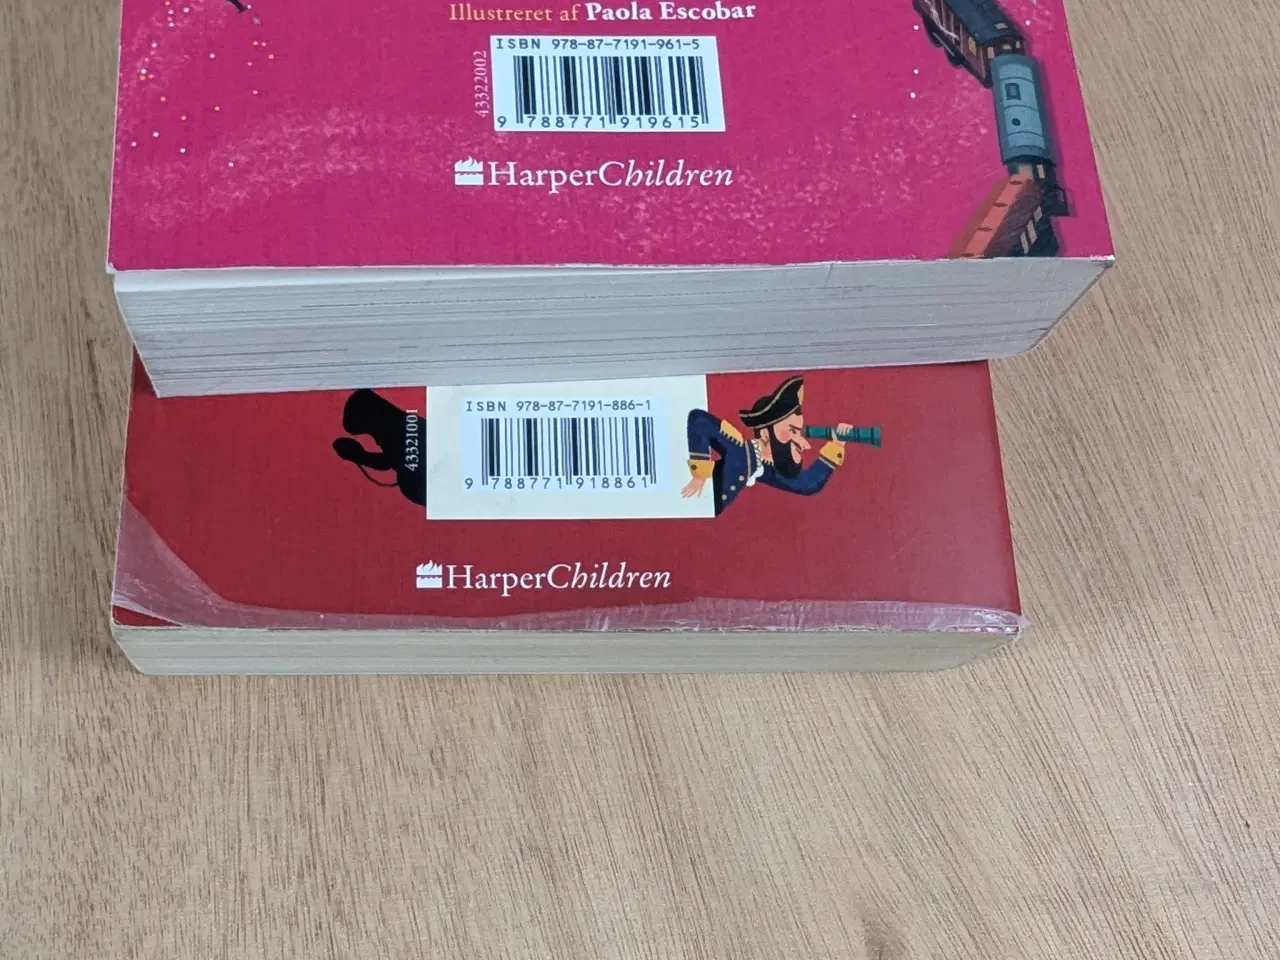 Illustreret af Paola Escobar
ISBN 978-87-7191-961-5
43322002
9 788771 919615
HarperChildren
ISBN 978-87-7191-886-1
43321001
9 788771 918861
HarperChildren